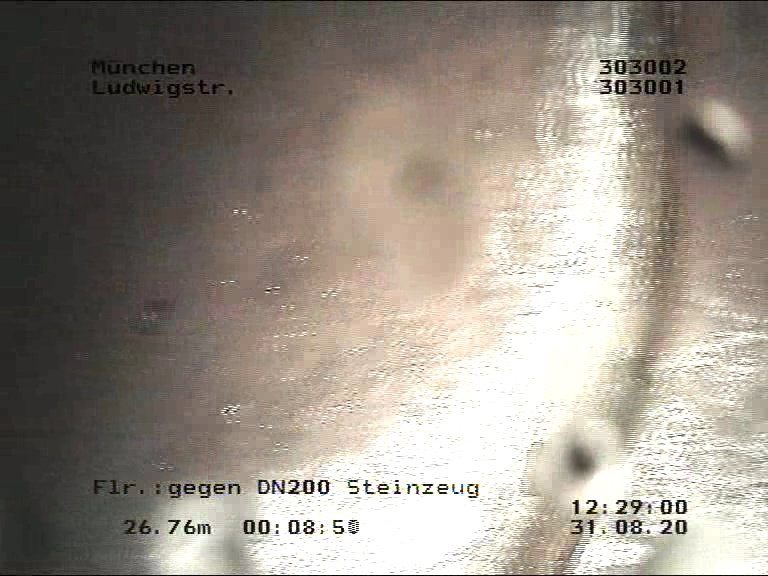 München
Ludwigstr.
303002
303001
Flr.:gegen DN200 Steinzeug
12:29:00
26.76m
31.08.20